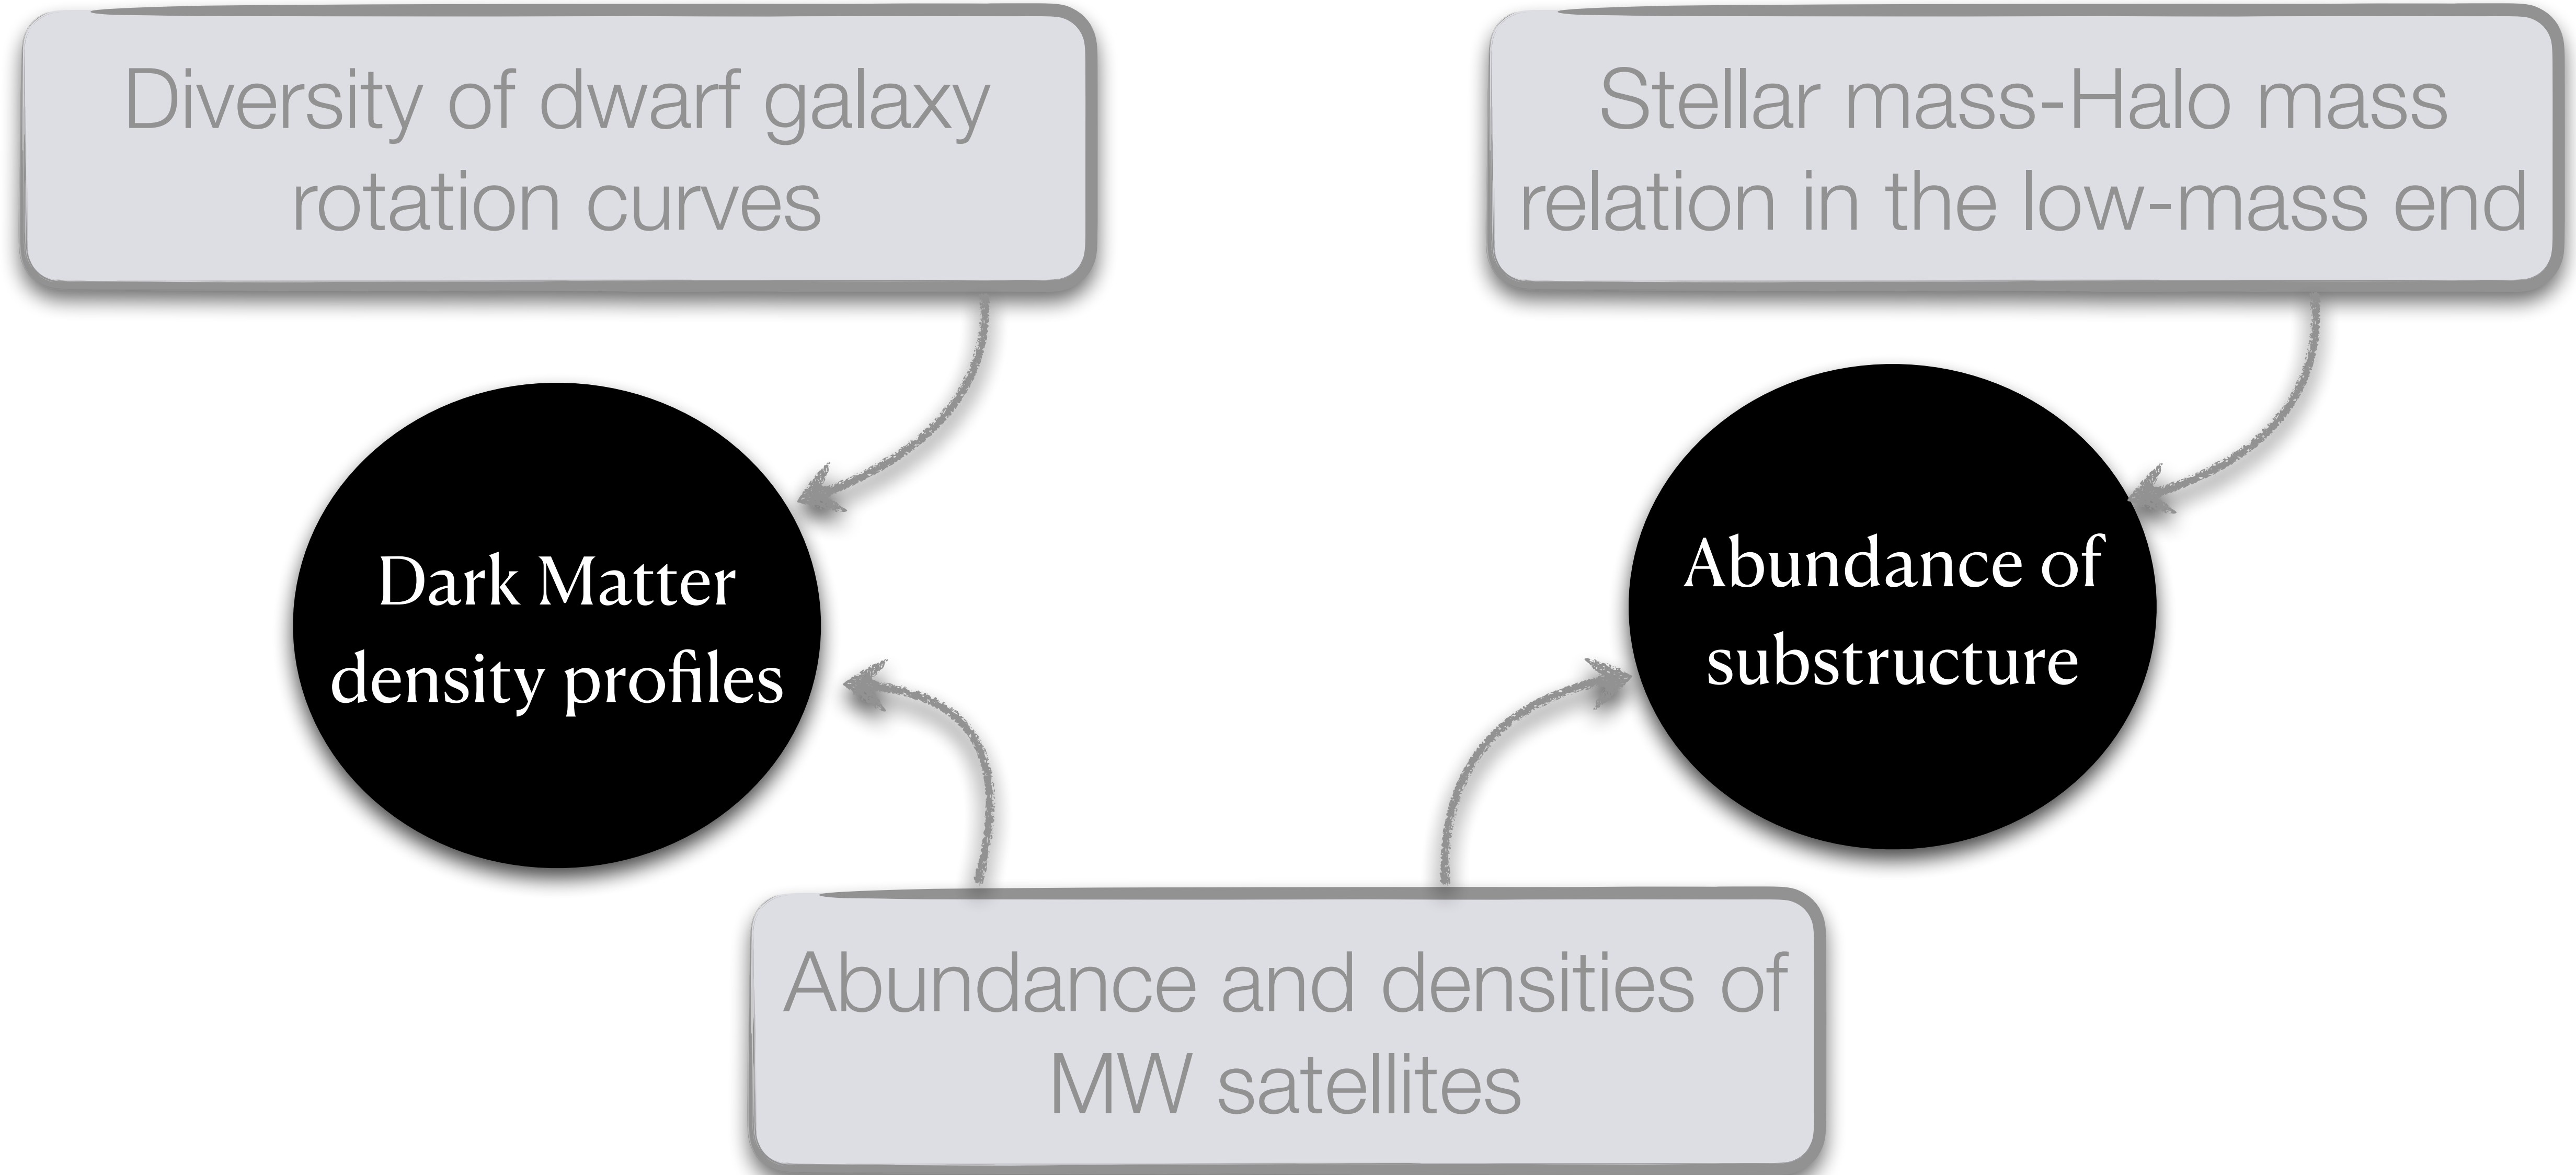 Diversity of dwarf galaxy
rotation curves
Stellar mass-Halo mass
relation in the low-mass end
Dark Matter
density profiles
Abundance of
substructure
Abundance and densities of
MW satellites